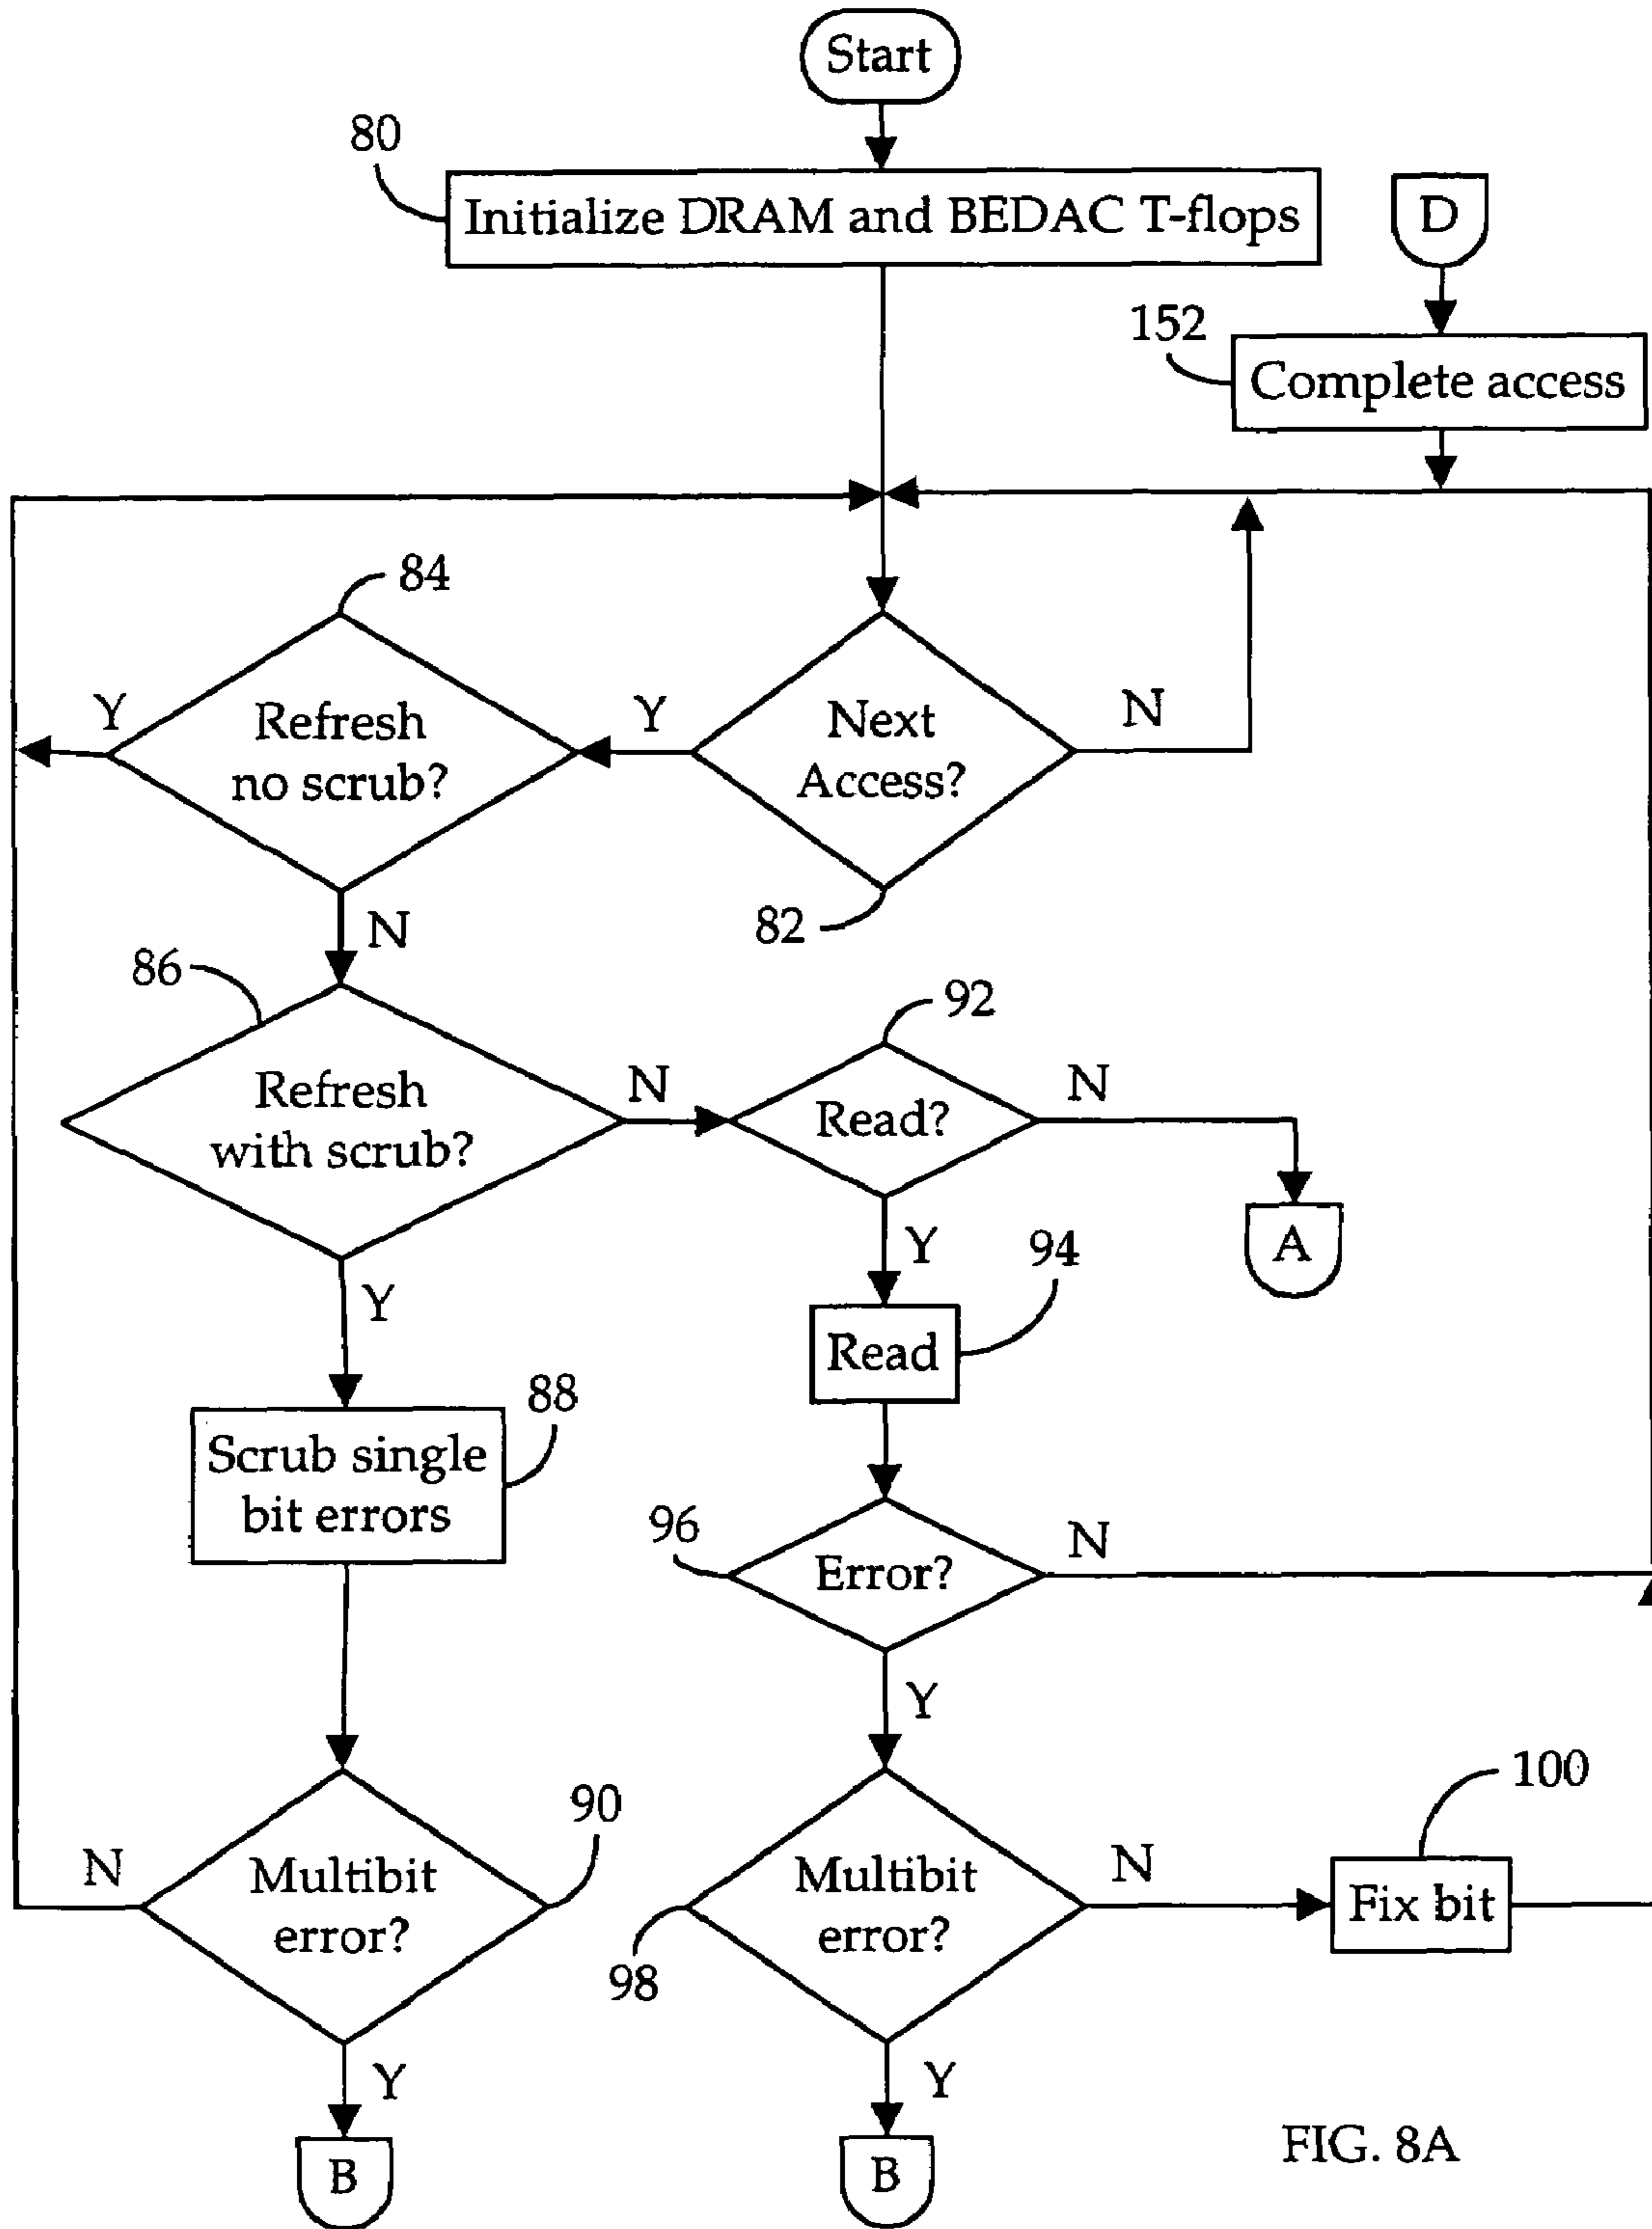 Start
80
Initialize DRAM and BEDAC T-flops
D
152
Complete access
84
Refresh
no scrub?
Y
Y
Next
Access?
N
82
N
86
Refresh
with scrub?
N
92
Read?
N
A
Y
Y
94
Read
88
Scrub single
bit errors
96
Error?
N
Y
90
Multibit
error?
N
98
Multibit
error?
N
100
Fix bit
Y
B
Y
B
FIG. 8A